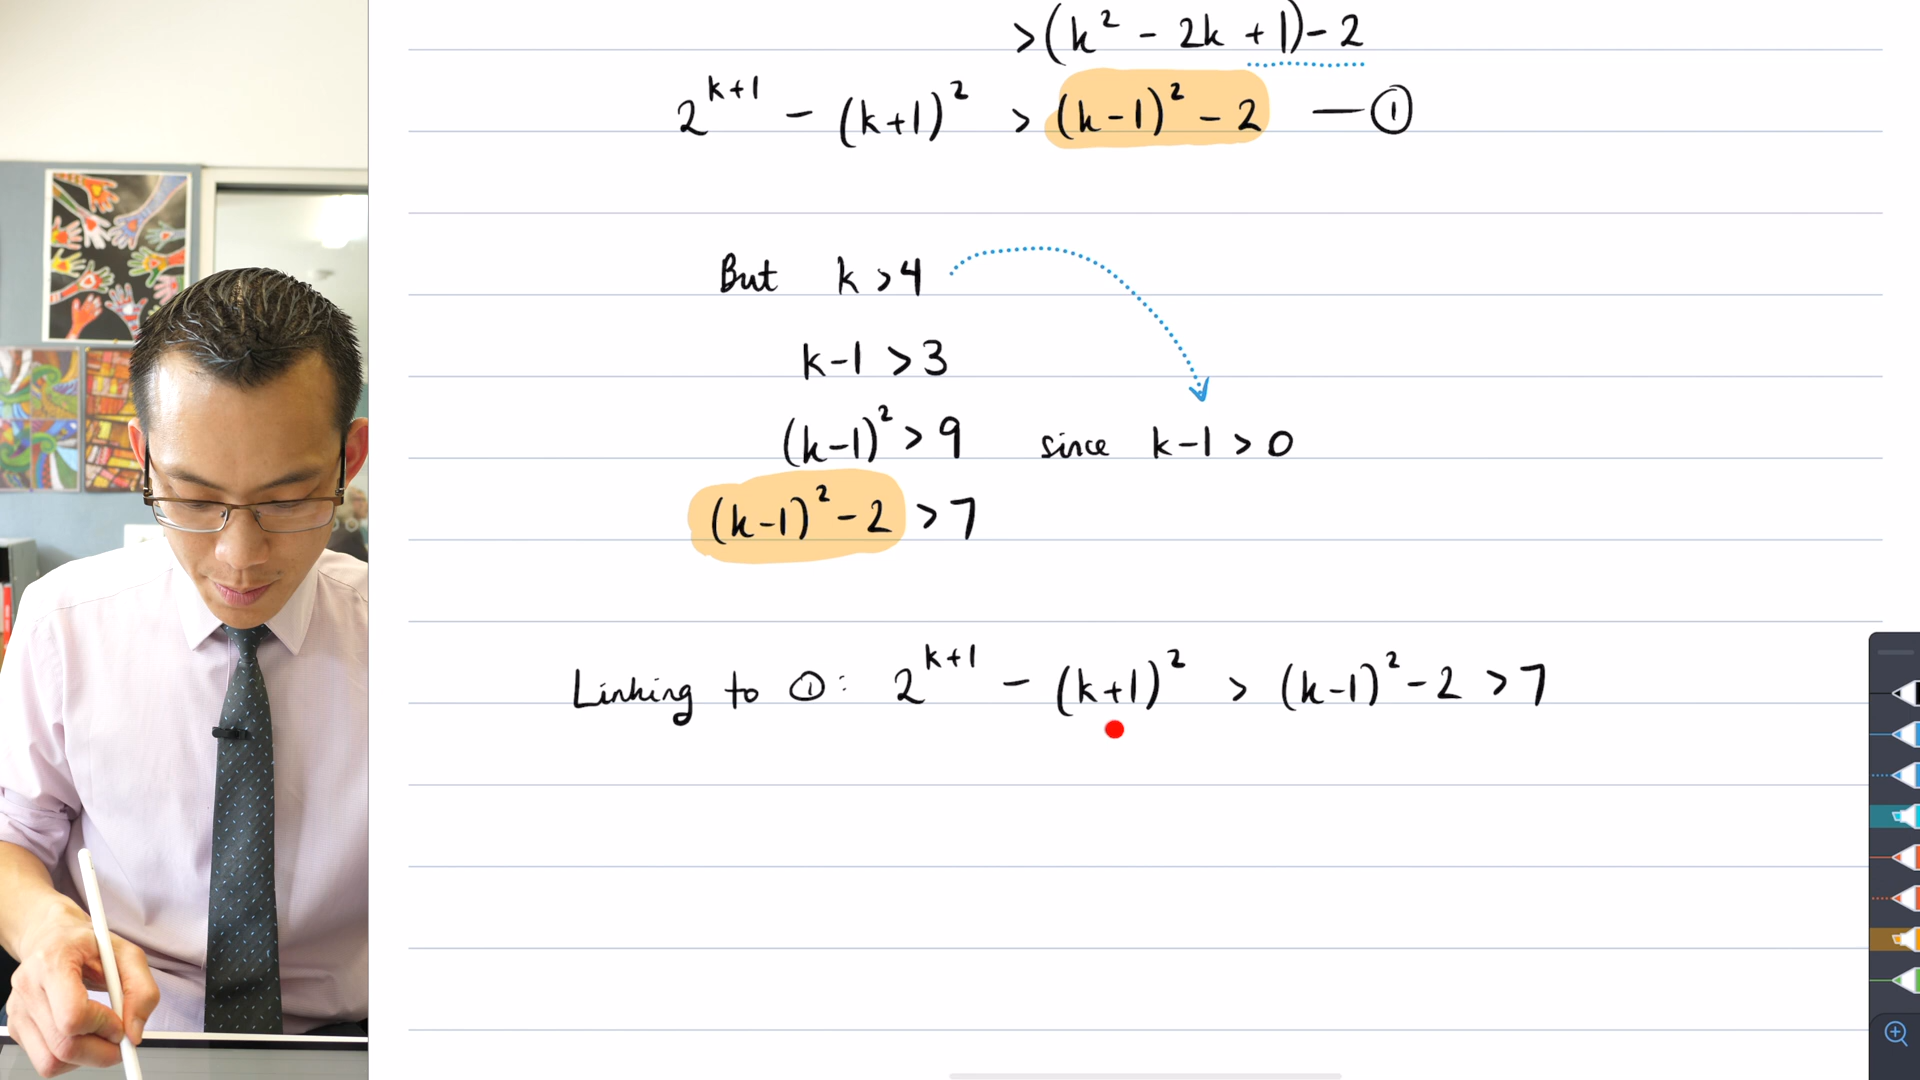 > (k² - 2k + 1) - 2
2^{k+1} - (k+1)² > (k-1)² - 2 — ①
But k > 4
k - 1 > 3
(k-1)² > 9 since k - 1 > 0
(k-1)² - 2 > 7
Linking to ①: 2^{k+1} - (k+1)² > (k-1)² - 2 > 7